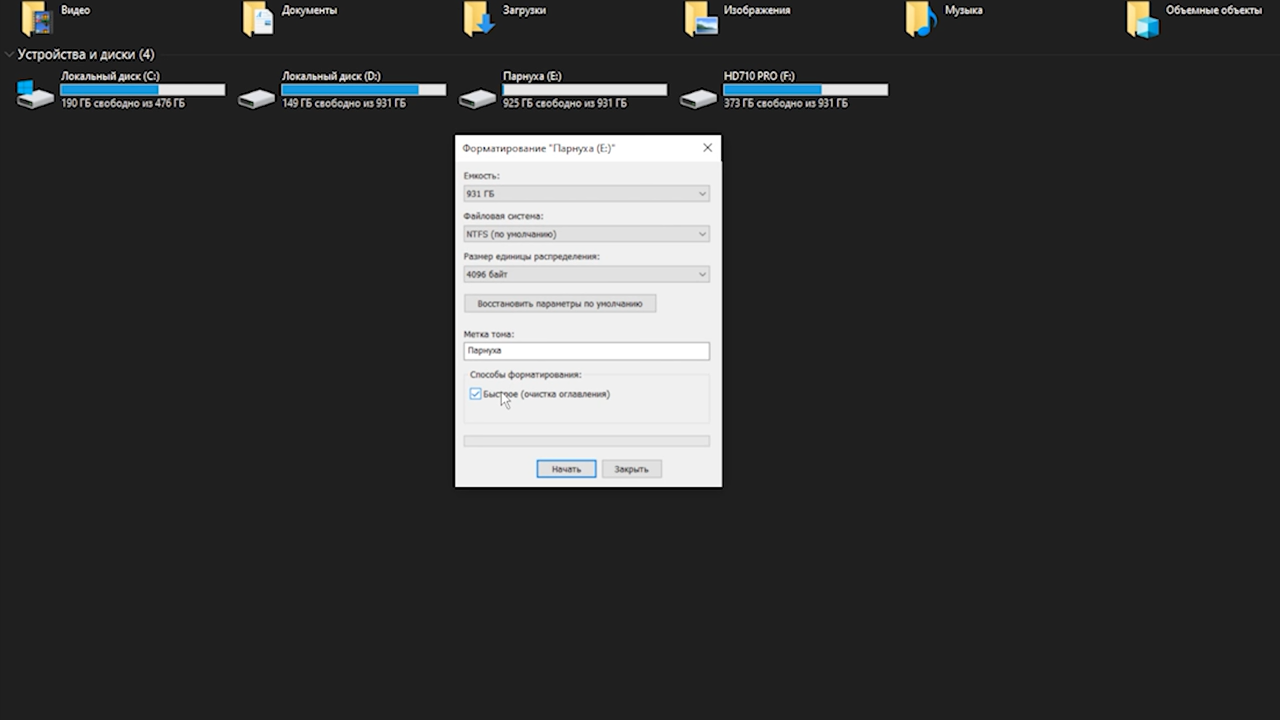 Видео
Документы
Загрузки
Изображения
Музыка
Объемные объекты
Устройства и диски (4)
Локальный диск (C:)
190 ГБ свободно из 476 ГБ
Локальный диск (D:)
149 ГБ свободно из 931 ГБ
Парнуха (E:)
925 ГБ свободно из 931 ГБ
HD710 PRO (F:)
373 ГБ свободно из 931 ГБ
Форматирование "Парнуха (E:)"
Емкость:
931 ГБ
Файловая система:
NTFS (по умолчанию)
Размер единицы распределения:
4096 байт
Восстановить параметры по умолчанию
Метка тома:
Парнуха
Способы форматирования:
Быстрое (очистка оглавления)
Начать
Закрыть